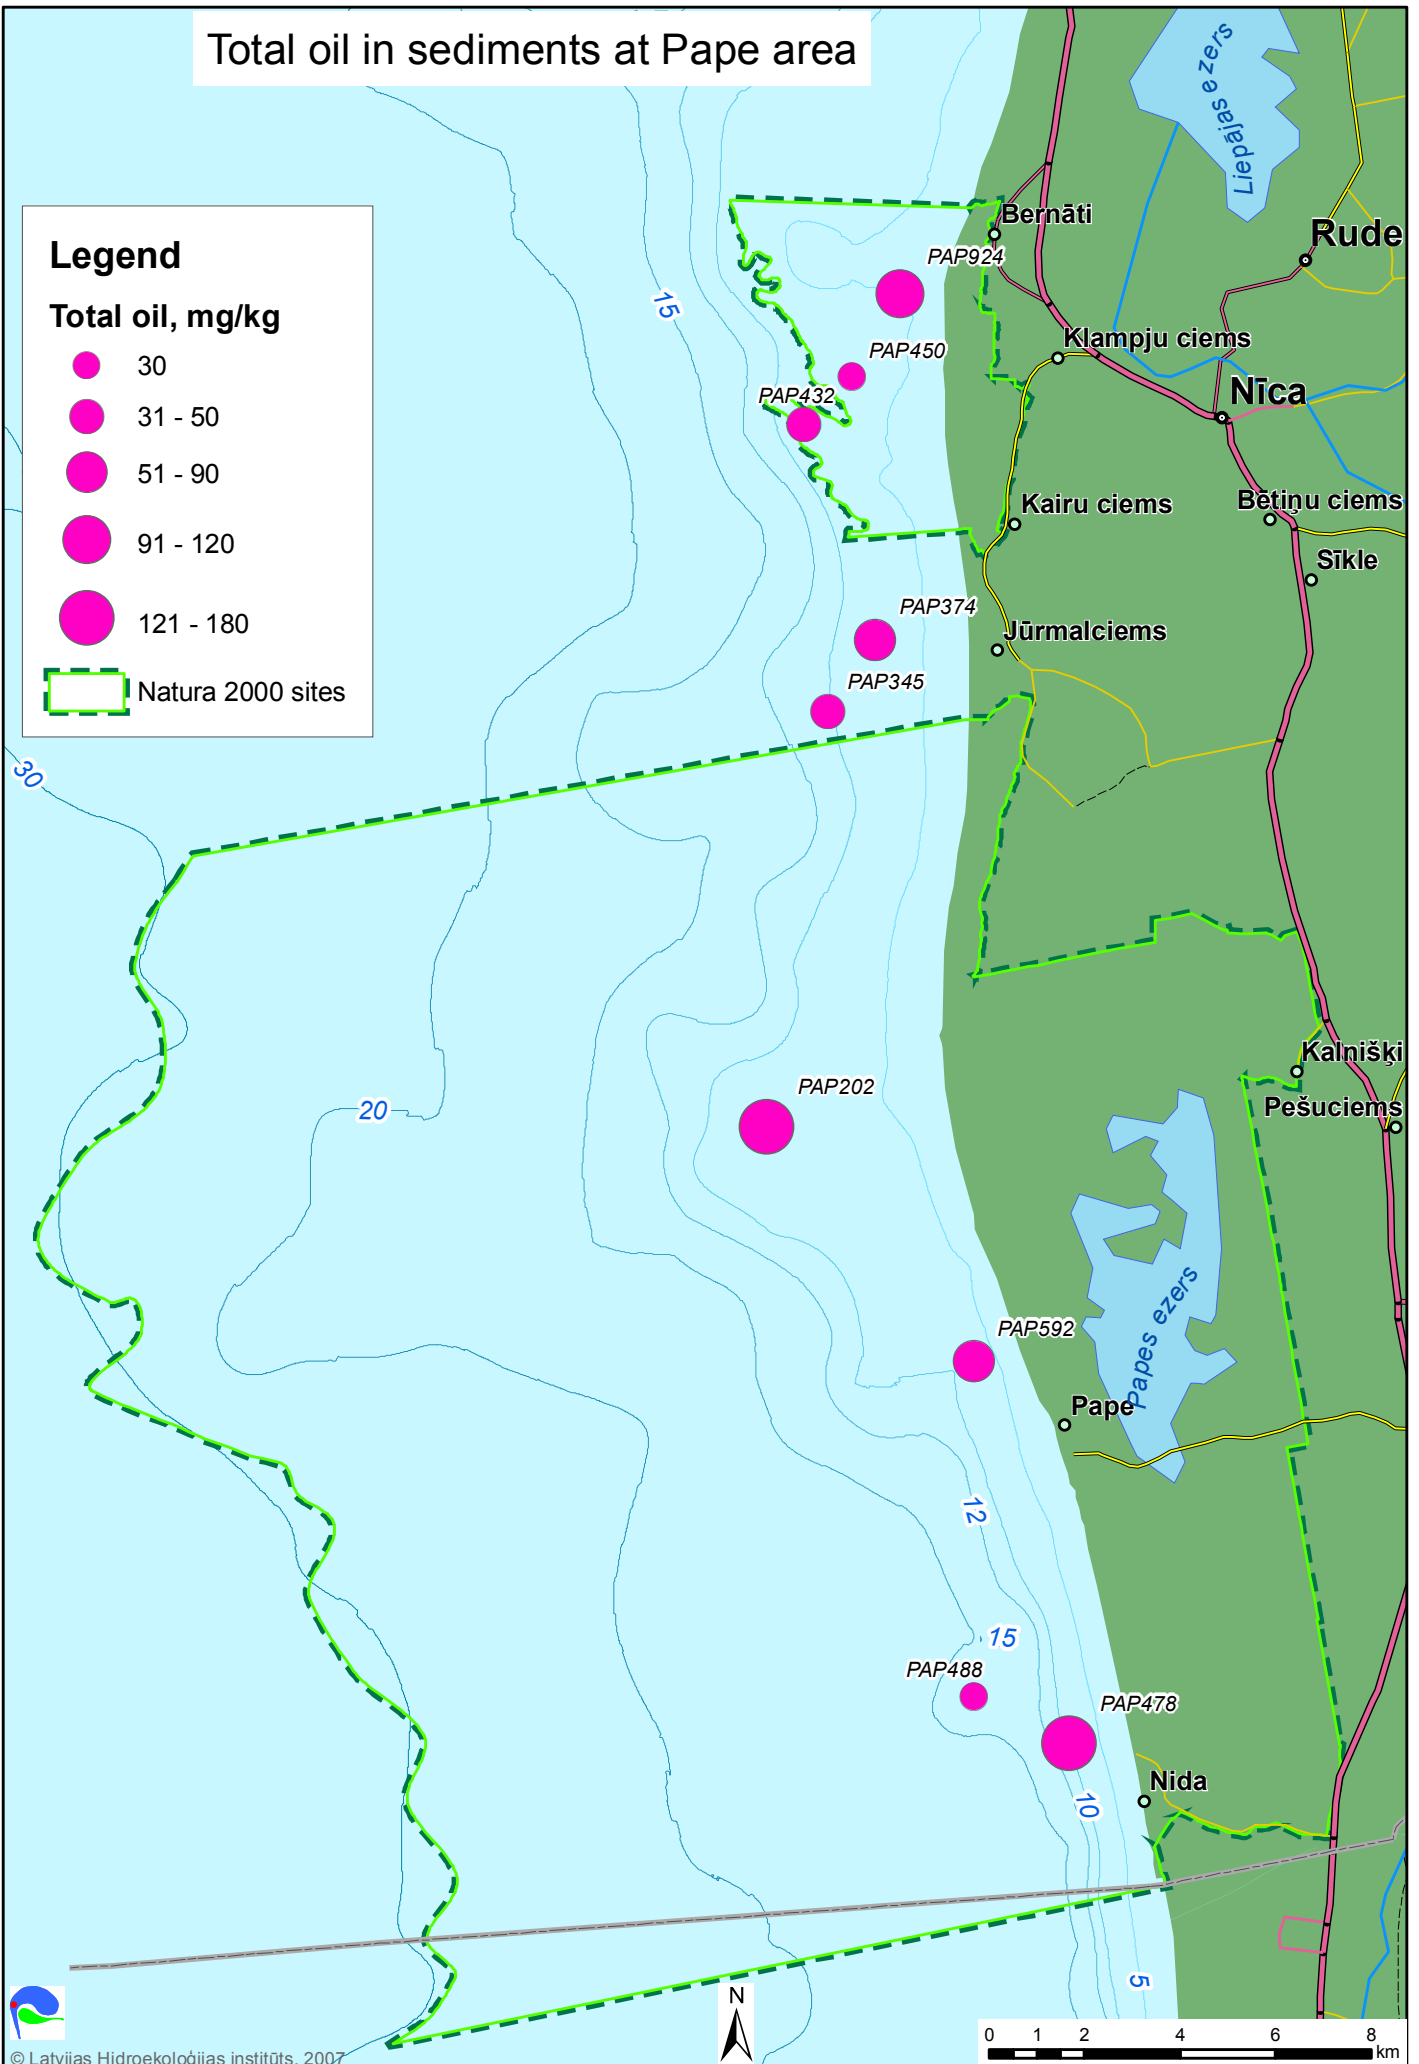 Total oil in sediments at Pape area
Liepājas ezers
Legend
Total oil, mg/kg
30
31 - 50
51 - 90
91 - 120
121 - 180
Natura 2000 sites
Bernāti
Rude
PAP924
15
Klampju ciems
PAP450
PAP432
Nīca
Kairu ciems
Bētiņu ciems
Sīkle
PAP374
Jūrmalciems
PAP345
30
Kalnišķi
PAP202
20
Pešuciems
Papes ezers
PAP592
Pape
12
15
PAP488
PAP478
Nida
10
5
N
0 1 2 4 6 8
km
© Latvijas Hidroekoloģijas institūts, 2007